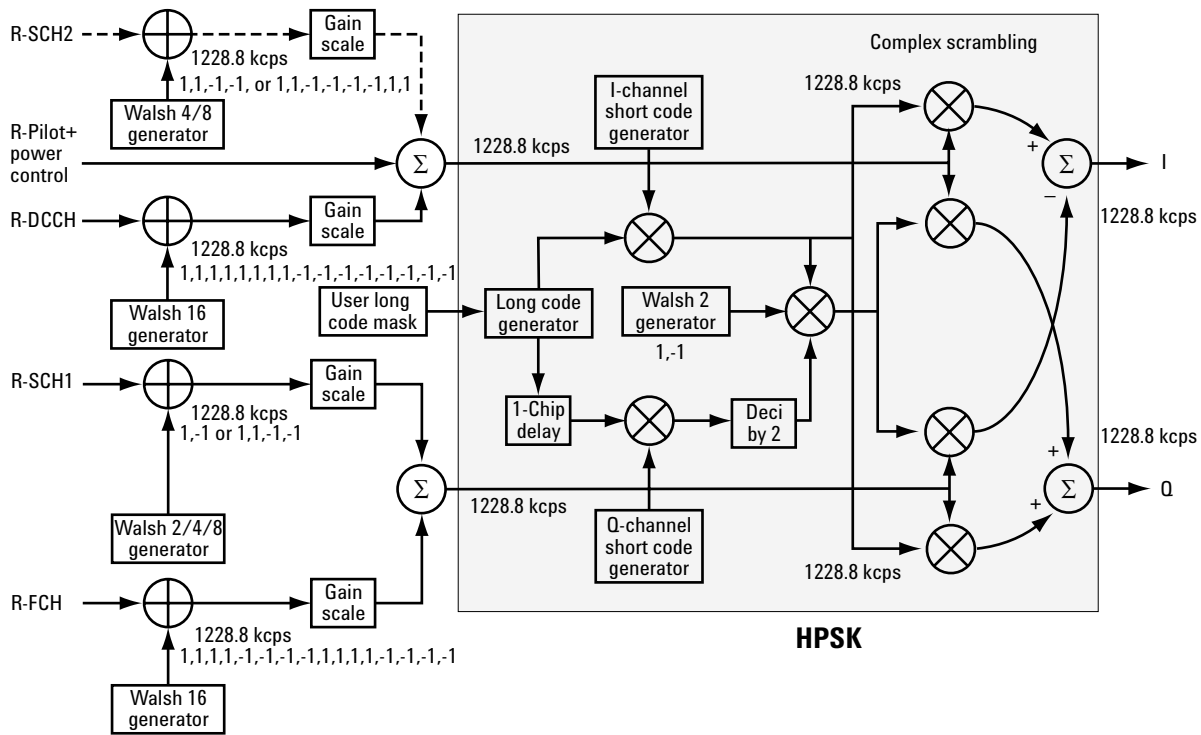 R-SCH2
1228.8 kcps
1,1,-1,-1, or 1,1,-1,-1,-1,-1,1,1
Gain
scale
Walsh 4/8
generator
R-Pilot+
power
control
Σ
1228.8 kcps
R-DCCH
1228.8 kcps
1,1,1,1,1,1,1,1,-1,-1,-1,-1,-1,-1,-1,-1
Gain
scale
Walsh 16
generator
User long
code mask
R-SCH1
1228.8 kcps
1,-1 or 1,1,-1,-1
Gain
scale
Walsh 2/4/8
generator
Σ
1228.8 kcps
R-FCH
1228.8 kcps
1,1,1,1,-1,-1,-1,-1,1,1,1,1,-1,-1,-1,-1
Gain
scale
Walsh 16
generator
Complex scrambling
I-channel
short code
generator
Long code
generator
Walsh 2
generator
1,-1
1-Chip
delay
Deci
by 2
Q-channel
short code
generator
1228.8 kcps
1228.8 kcps
+
Σ
−
I
1228.8 kcps
1228.8 kcps
+
Σ
+
Q
HPSK